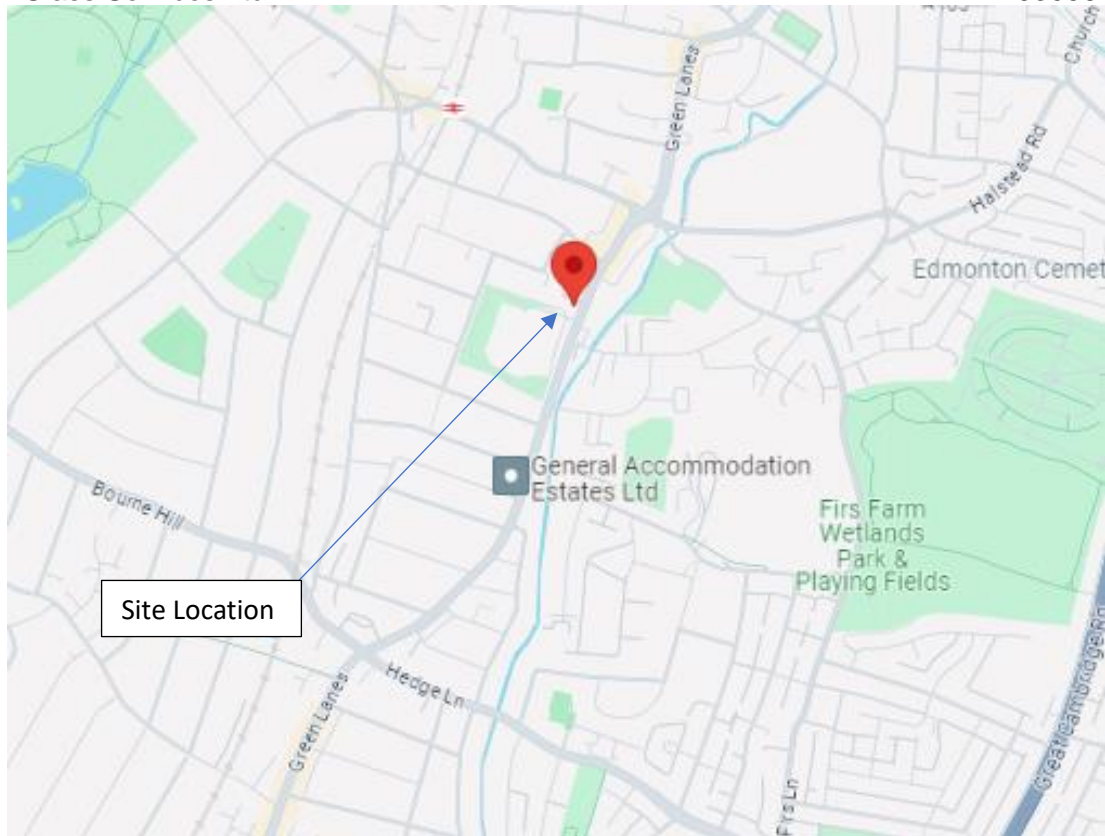 Green Lanes
Church
Halstead Rd
Edmonton Cemet
General Accommodation
Estates Ltd
Bourne Hill
Firs Farm
Wetlands
Park &
Playing Fields
Site Location
Hedge Ln
Green Lanes
Great Cambridge Rd
Firs Ln